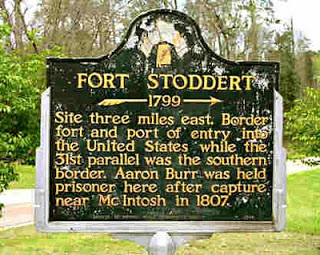 FORT STODDERT
1799
Site three miles east. Border
fort and port of entry into
the United States while the
31st parallel was the southern
border. Aaron Burr was held
prisoner here after capture
near McIntosh in 1807.